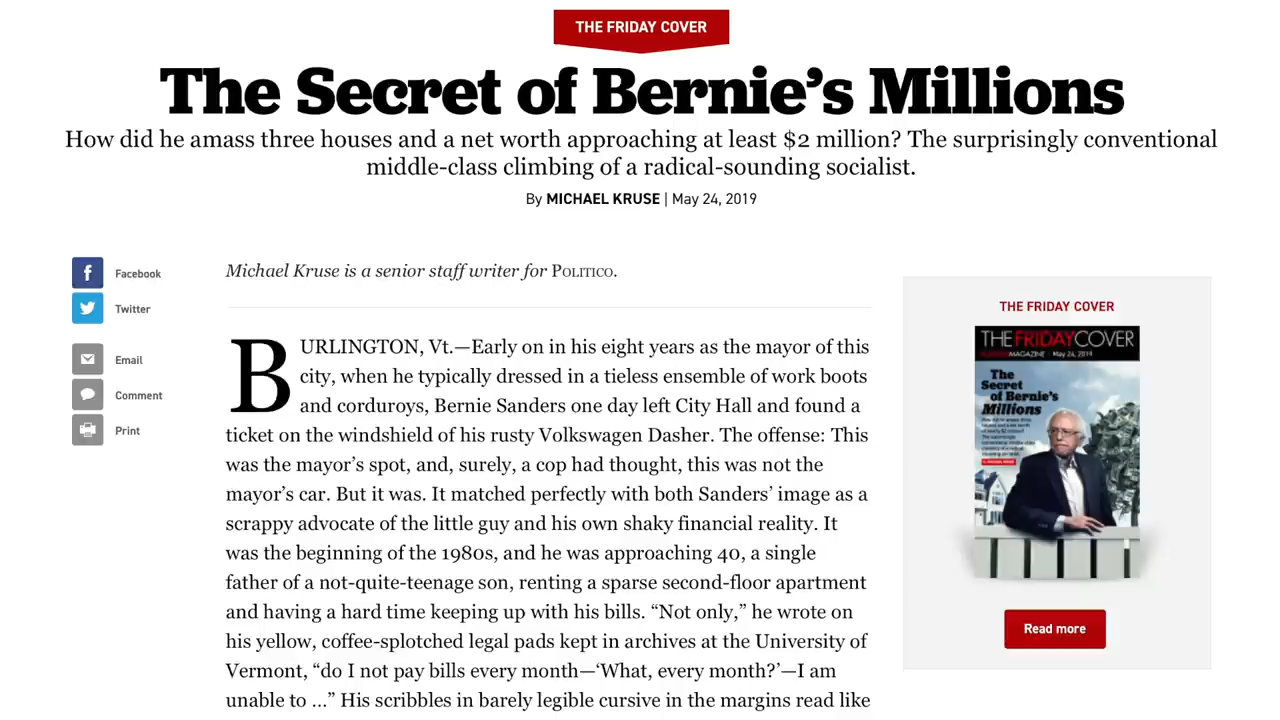 THE FRIDAY COVER
The Secret of Bernie’s Millions
How did he amass three houses and a net worth approaching at least $2 million? The surprisingly conventional
middle-class climbing of a radical-sounding socialist.
By MICHAEL KRUSE | May 24, 2019
Facebook
Twitter
Email
Comment
Print
Michael Kruse is a senior staff writer for POLITICO.
BURLINGTON, Vt.—Early on in his eight years as the mayor of this
city, when he typically dressed in a tieless ensemble of work boots
and corduroys, Bernie Sanders one day left City Hall and found a
ticket on the windshield of his rusty Volkswagen Dasher. The offense: This
was the mayor’s spot, and, surely, a cop had thought, this was not the
mayor’s car. But it was. It matched perfectly with both Sanders’ image as a
scrappy advocate of the little guy and his own shaky financial reality. It
was the beginning of the 1980s, and he was approaching 40, a single
father of a not-quite-teenage son, renting a sparse second-floor apartment
and having a hard time keeping up with his bills. “Not only,” he wrote on
his yellow, coffee-splotched legal pads kept in archives at the University of
Vermont, “do I not pay bills every month—‘What, every month?’—I am
unable to …” His scribbles in barely legible cursive in the margins read like
THE FRIDAY COVER
THE FRIDAY COVER
MAGAZINE May 24, 2019
The
Secret
of Bernie’s
Millions
Read more